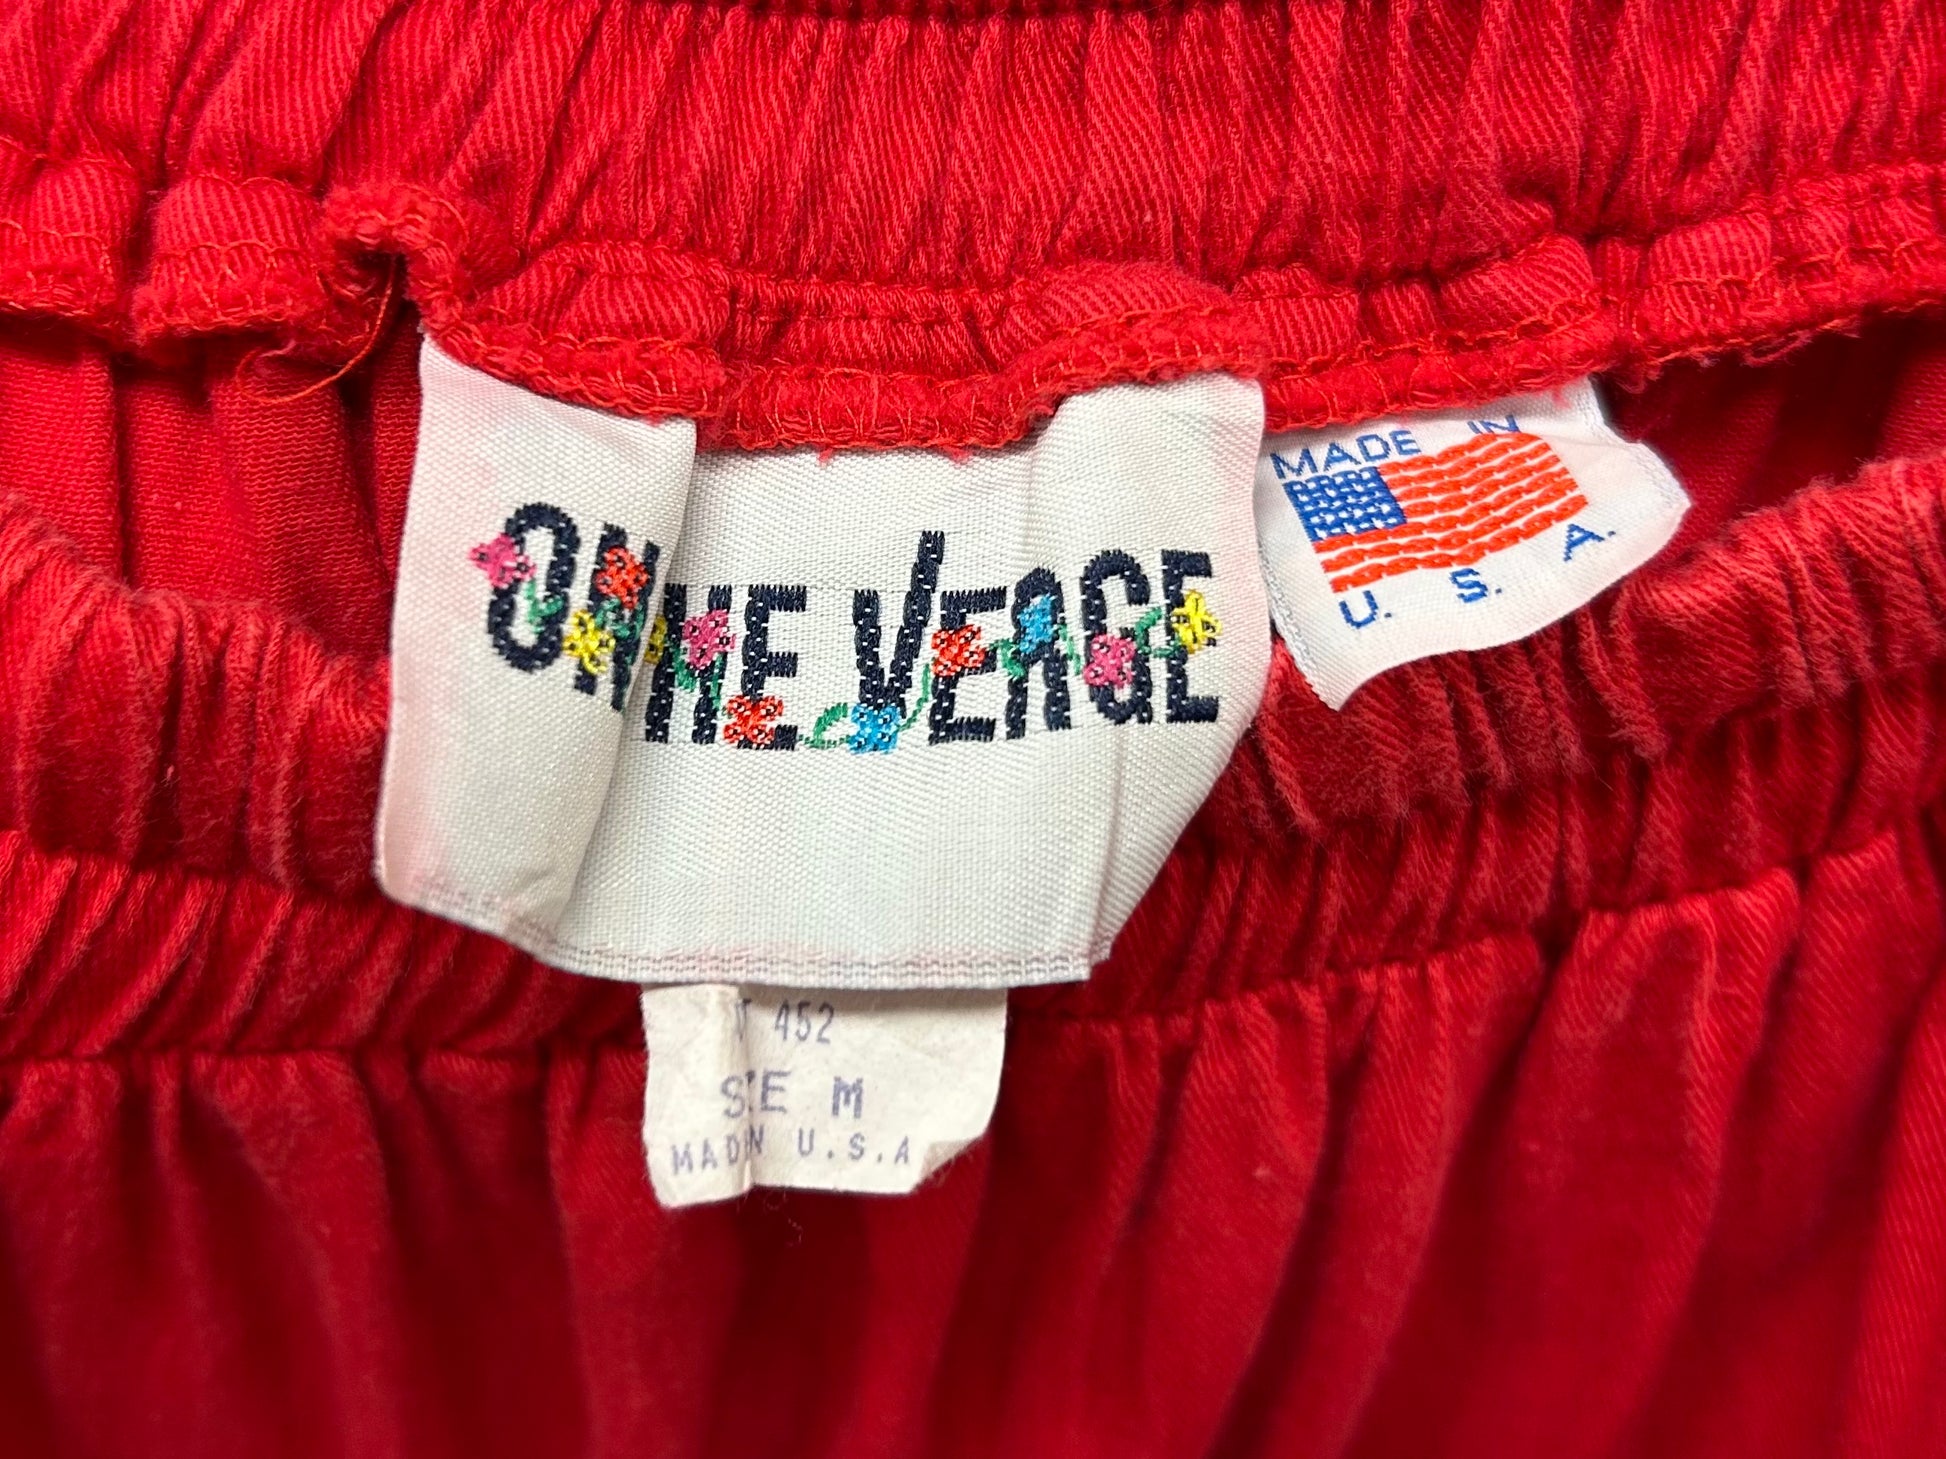 ON THE VERGE
MADE IN
U. S. A.
452
SIZE M
MADE IN U.S.A